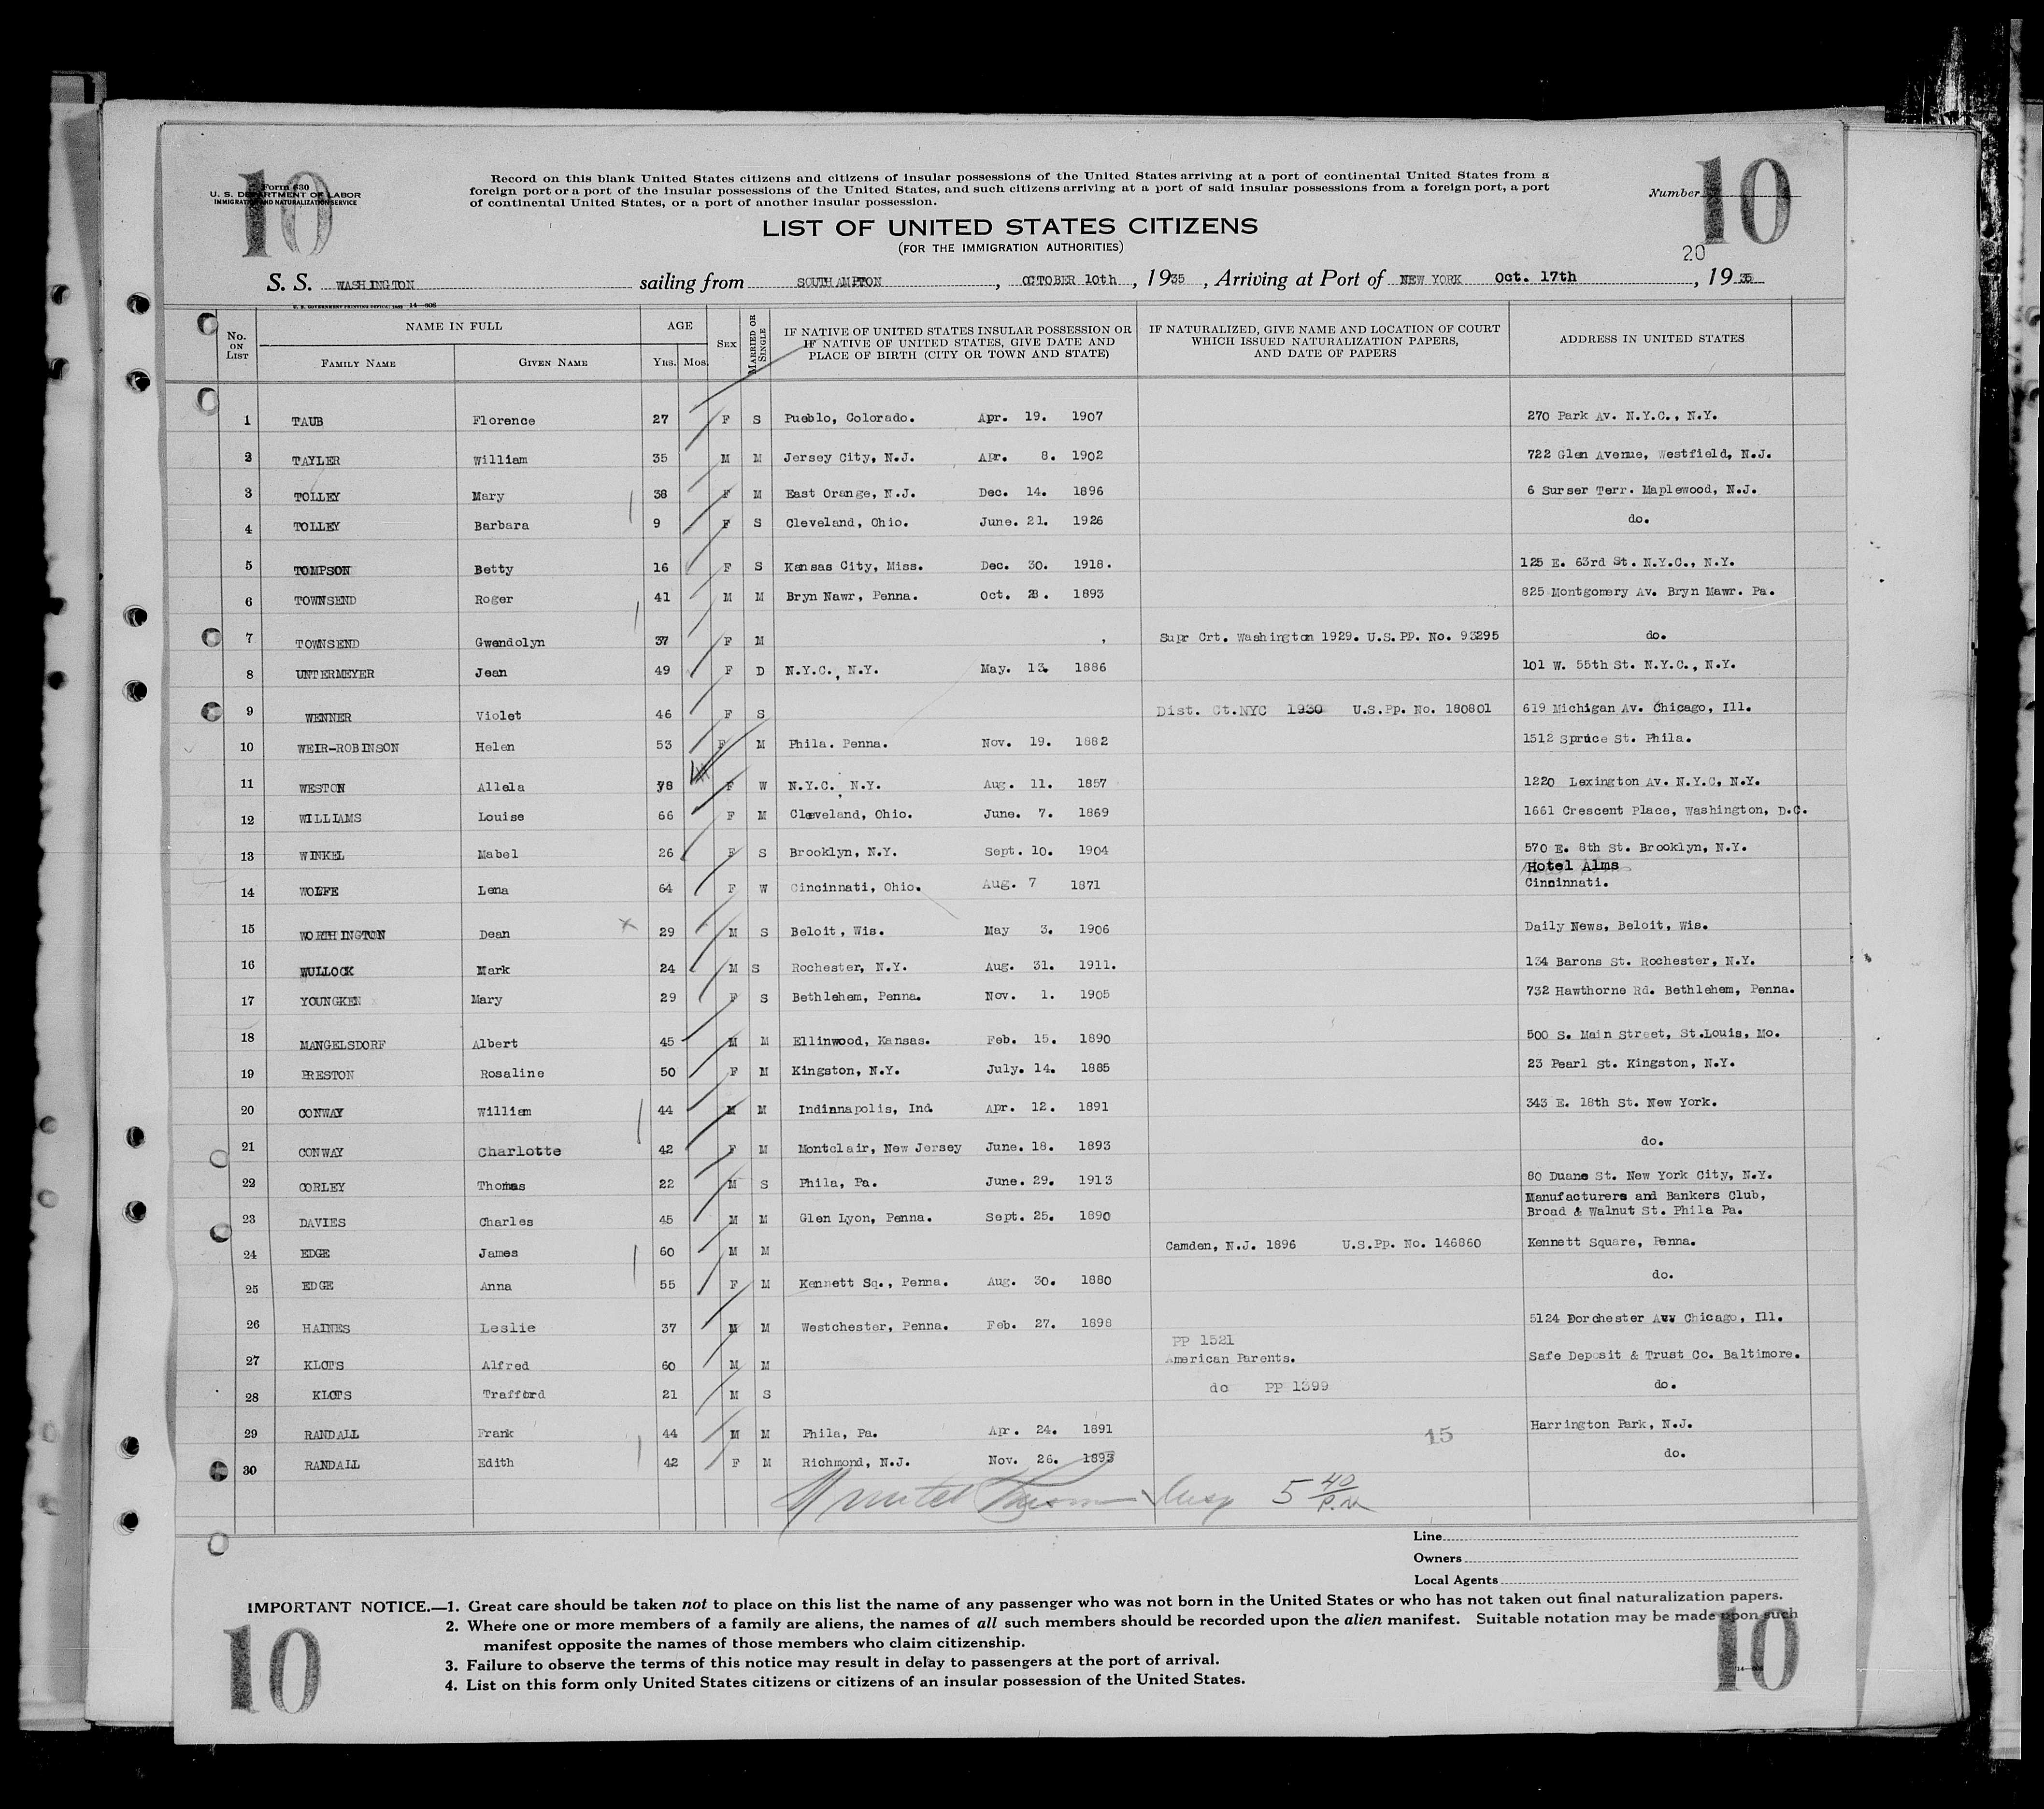 10
10
Form 630
U. S. DEPARTMENT OF LABOR
IMMIGRATION AND NATURALIZATION SERVICE
Record on this blank United States citizens and citizens of insular possessions of the United States arriving at a port of continental United States from a
foreign port or a port of the insular possessions of the United States, and such citizens arriving at a port of said insular possessions from a foreign port, a port
of continental United States, or a port of another insular possession.
Number
LIST OF UNITED STATES CITIZENS
(FOR THE IMMIGRATION AUTHORITIES)
20
S. S. WASHINGTON sailing from SOUTHAMPTON, OCTOBER 10th, 1935, Arriving at Port of NEW YORK Oct. 17th, 1935
U. S. GOVERNMENT PRINTING OFFICE: 14—808
No. ON LIST NAME IN FULL AGE SEX MARRIED OR SINGLE IF NATIVE OF UNITED STATES INSULAR POSSESSION OR IF NATIVE OF UNITED STATES, GIVE DATE AND PLACE OF BIRTH (CITY OR TOWN AND STATE) IF NATURALIZED, GIVE NAME AND LOCATION OF COURT WHICH ISSUED NATURALIZATION PAPERS, AND DATE OF PAPERS ADDRESS IN UNITED STATES
FAMILY NAME GIVEN NAME YRS. MOS.
1 TAUB Florence 27 F S Pueblo, Colorado. Apr. 19. 1907 270 Park Av. N.Y.C., N.Y.
2 TAYLER William 35 M M Jersey City, N.J. Apr. 8. 1902 722 Glen Avenue, Westfield, N.J.
3 TOLLEY Mary 38 F M East Orange, N.J. Dec. 14. 1896 6 Surser Terr. Maplewood, N.J.
4 TOLLEY Barbara 9 F S Cleveland, Ohio. June. 21. 1926 do.
5 TOMPSON Betty 16 F S Kansas City, Miss. Dec. 30. 1918. 125 E. 63rd St. N.Y.C., N.Y.
6 TOWNSEND Roger 41 M M Bryn Nawr, Penna. Oct. 28. 1893 825 Montgomery Av. Bryn Mawr. Pa.
7 TOWNSEND Gwendolyn 37 F M Supr Crt. Washington 1929. U.S.PP. No. 93295 do.
8 UNTERMEYER Jean 49 F D N.Y.C., N.Y. May. 13. 1886 101 W. 55th St. N.Y.C., N.Y.
9 WENNER Violet 46 F S Dist. Ct.NYC 1930 U.S.Pp. No. 180801 619 Michigan Av. Chicago, Ill.
10 WEIR-ROBINSON Helen 53 F M Phila. Penna. Nov. 19. 1882 1512 Spruce St. Phila.
11 WESTON Allela 78 F W N.Y.C., N.Y. Aug. 11. 1857 1220 Lexington Av. N.Y.C, N.Y.
12 WILLIAMS Louise 66 F M Cleveland, Ohio. June. 7. 1869 1661 Crescent Place, Washington, D.C.
13 WINKEL Mabel 26 F S Brooklyn, N.Y. Sept. 10. 1904 570 E. 8th St. Brooklyn, N.Y.
Hotel Alms
14 WOLFE Lena 64 F W Cincinnati, Ohio. Aug. 7 1871 Cincinnati.
15 WORTHINGTON Dean X 29 M S Beloit, Wis. May 3. 1906 Daily News, Beloit, Wis.
16 WULLOCK Mark 24 M S Rochester, N.Y. Aug. 31. 1911. 134 Barons St. Rochester, N.Y.
17 YOUNGKEN Mary 29 F S Bethlehem, Penna. Nov. 1. 1905 732 Hawthorne Rd. Bethlehem, Penna.
18 MANGELSDORF Albert 45 M M Ellinwood, Kansas. Feb. 15. 1890 500 S. Main Street, St.Louis, Mo.
19 PRESTON Rosaline 50 F M Kingston, N.Y. July. 14. 1885 23 Pearl St. Kingston, N.Y.
20 CONWAY William 44 M M Indianapolis, Ind. Apr. 12. 1891 343 E. 18th St. New York.
21 CONWAY Charlotte 42 F M Montclair, New Jersey June. 18. 1893 do.
22 CORLEY Thomas 22 M S Phila, Pa. June. 29. 1913 80 Duane St. New York City, N.Y.
Manufacturers and Bankers Club,
23 DAVIES Charles 45 M M Glen Lyon, Penna. Sept. 25. 1890 Broad & Walnut St. Phila Pa.
24 EDGE James 60 M M Camden, N.J. 1896 U.S.Pp. No. 146860 Kennett Square, Penna.
25 EDGE Anna 55 F M Kennett Sq., Penna. Aug. 30. 1880 do.
26 HAINES Leslie 37 M M Westchester, Penna. Feb. 27. 1898 5124 Dorchester Av Chicago, Ill.
PP 1521
27 KLOTS Alfred 60 M M American Parents. Safe Deposit & Trust Co. Baltimore.
28 KLOTS Trafford 21 M S do PP 1399 do.
29 RANDALL Frank 44 M M Phila, Pa. Apr. 24. 1891 Harrington Park, N.J.
15
30 RANDALL Edith 42 F M Richmond, N.J. Nov. 26. 1893 do.
Insp 5 40 P.M
Line
Owners
Local Agents
IMPORTANT NOTICE.—1. Great care should be taken not to place on this list the name of any passenger who was not born in the United States or who has not taken out final naturalization papers.
2. Where one or more members of a family are aliens, the names of all such members should be recorded upon the alien manifest. Suitable notation may be made upon such
manifest opposite the names of those members who claim citizenship.
3. Failure to observe the terms of this notice may result in delay to passengers at the port of arrival.
4. List on this form only United States citizens or citizens of an insular possession of the United States.
10
10